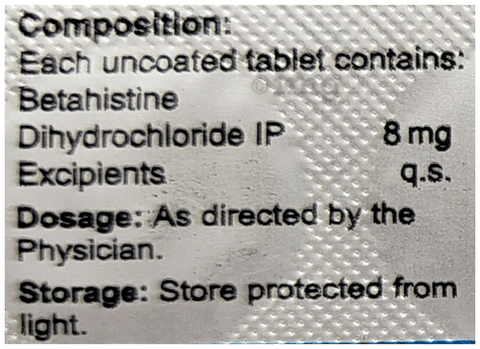 Composition:
Each uncoated tablet contains:
Betahistine
Dihydrochloride IP 8 mg
Excipients q.s.
Dosage: As directed by the
Physician.
Storage: Store protected from
light.